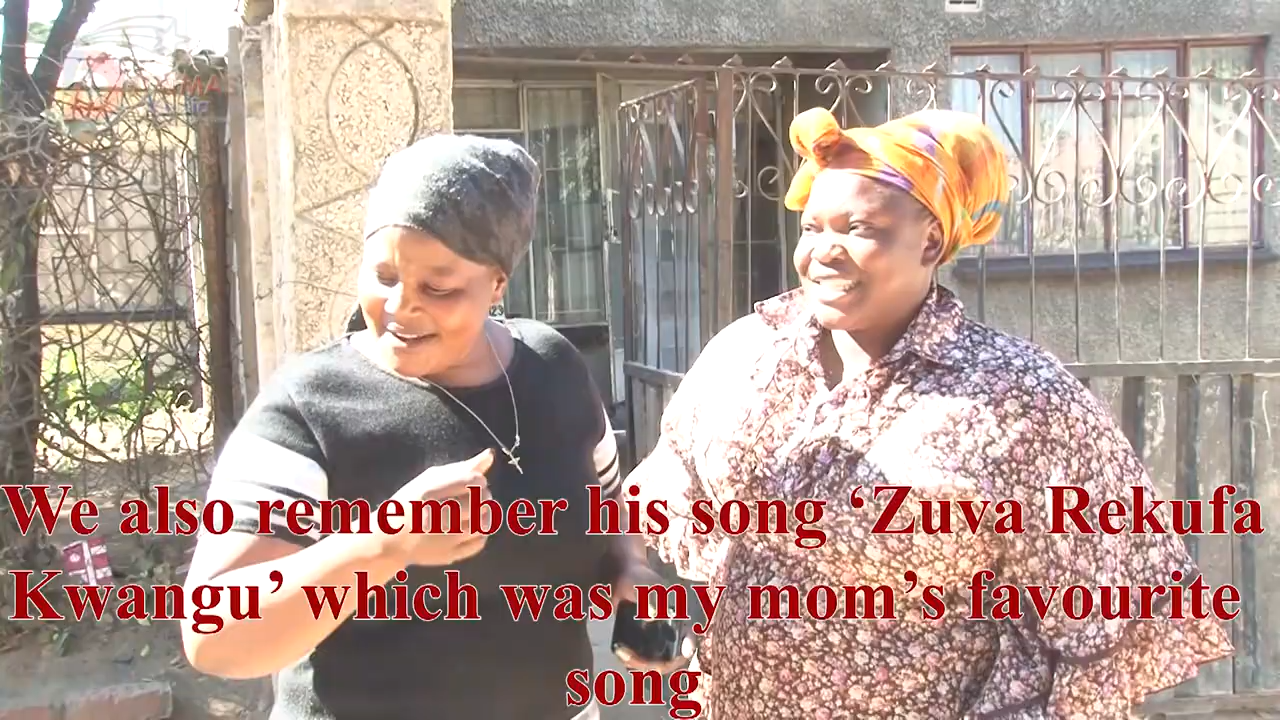 We also remember his song ‘Zuva Rekufa
Kwangu’ which was my mom’s favourite
song